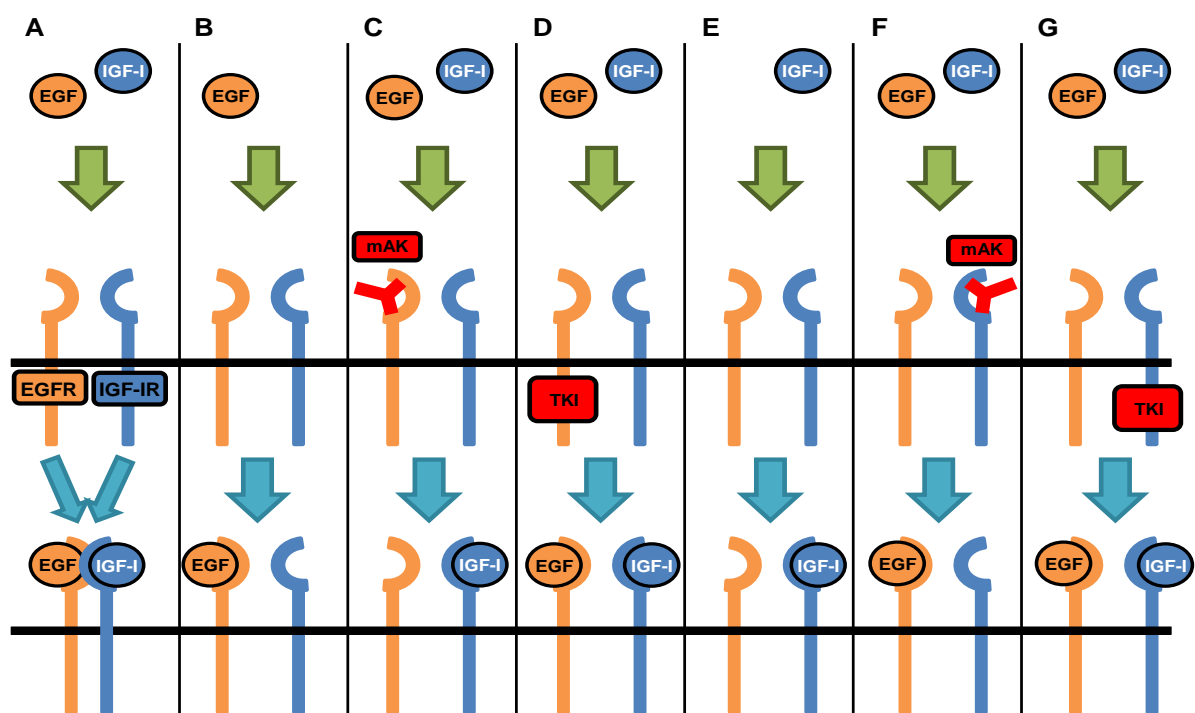 A B C D E F G
IGF-I IGF-I IGF-I IGF-I IGF-I IGF-I
EGF EGF EGF EGF EGF EGF
mAK mAK
EGFR IGF-IR TKI TKI
EGF IGF-I EGF IGF-I EGF IGF-I IGF-I EGF EGF IGF-I